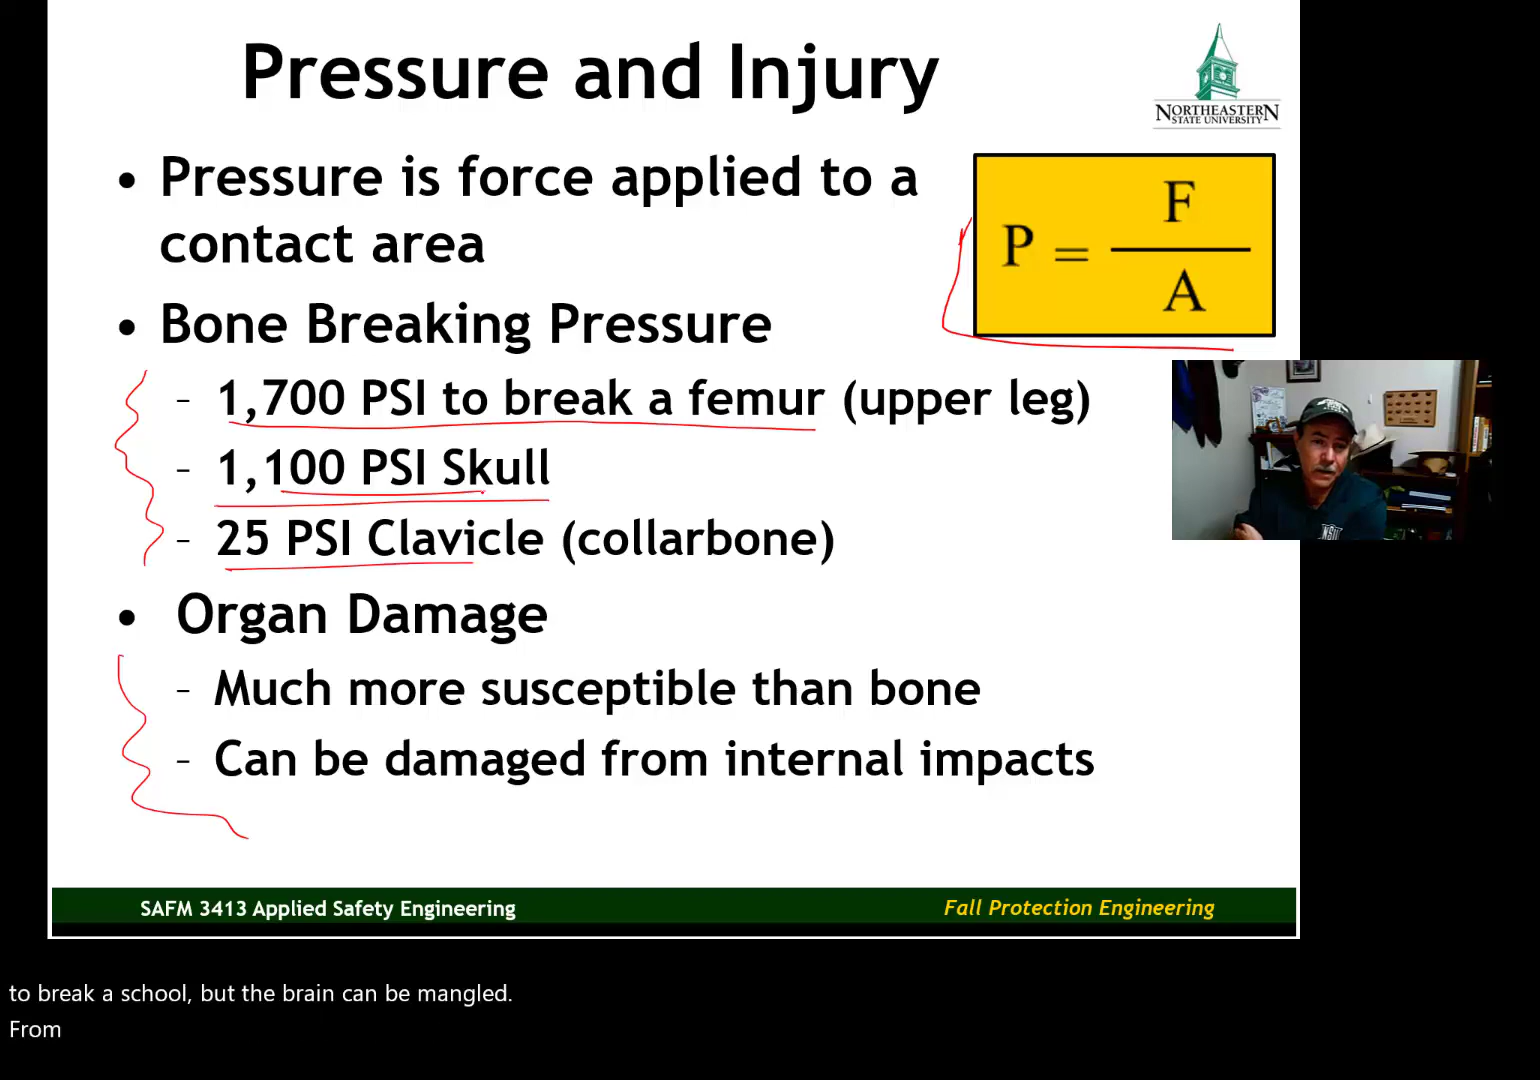 Pressure and Injury
NORTHEASTERN
STATE UNIVERSITY
• Pressure is force applied to a
contact area
P = F
A
• Bone Breaking Pressure
- 1,700 PSI to break a femur (upper leg)
- 1,100 PSI Skull
- 25 PSI Clavicle (collarbone)
• Organ Damage
- Much more susceptible than bone
- Can be damaged from internal impacts
SAFM 3413 Applied Safety Engineering
Fall Protection Engineering
to break a school, but the brain can be mangled.
From